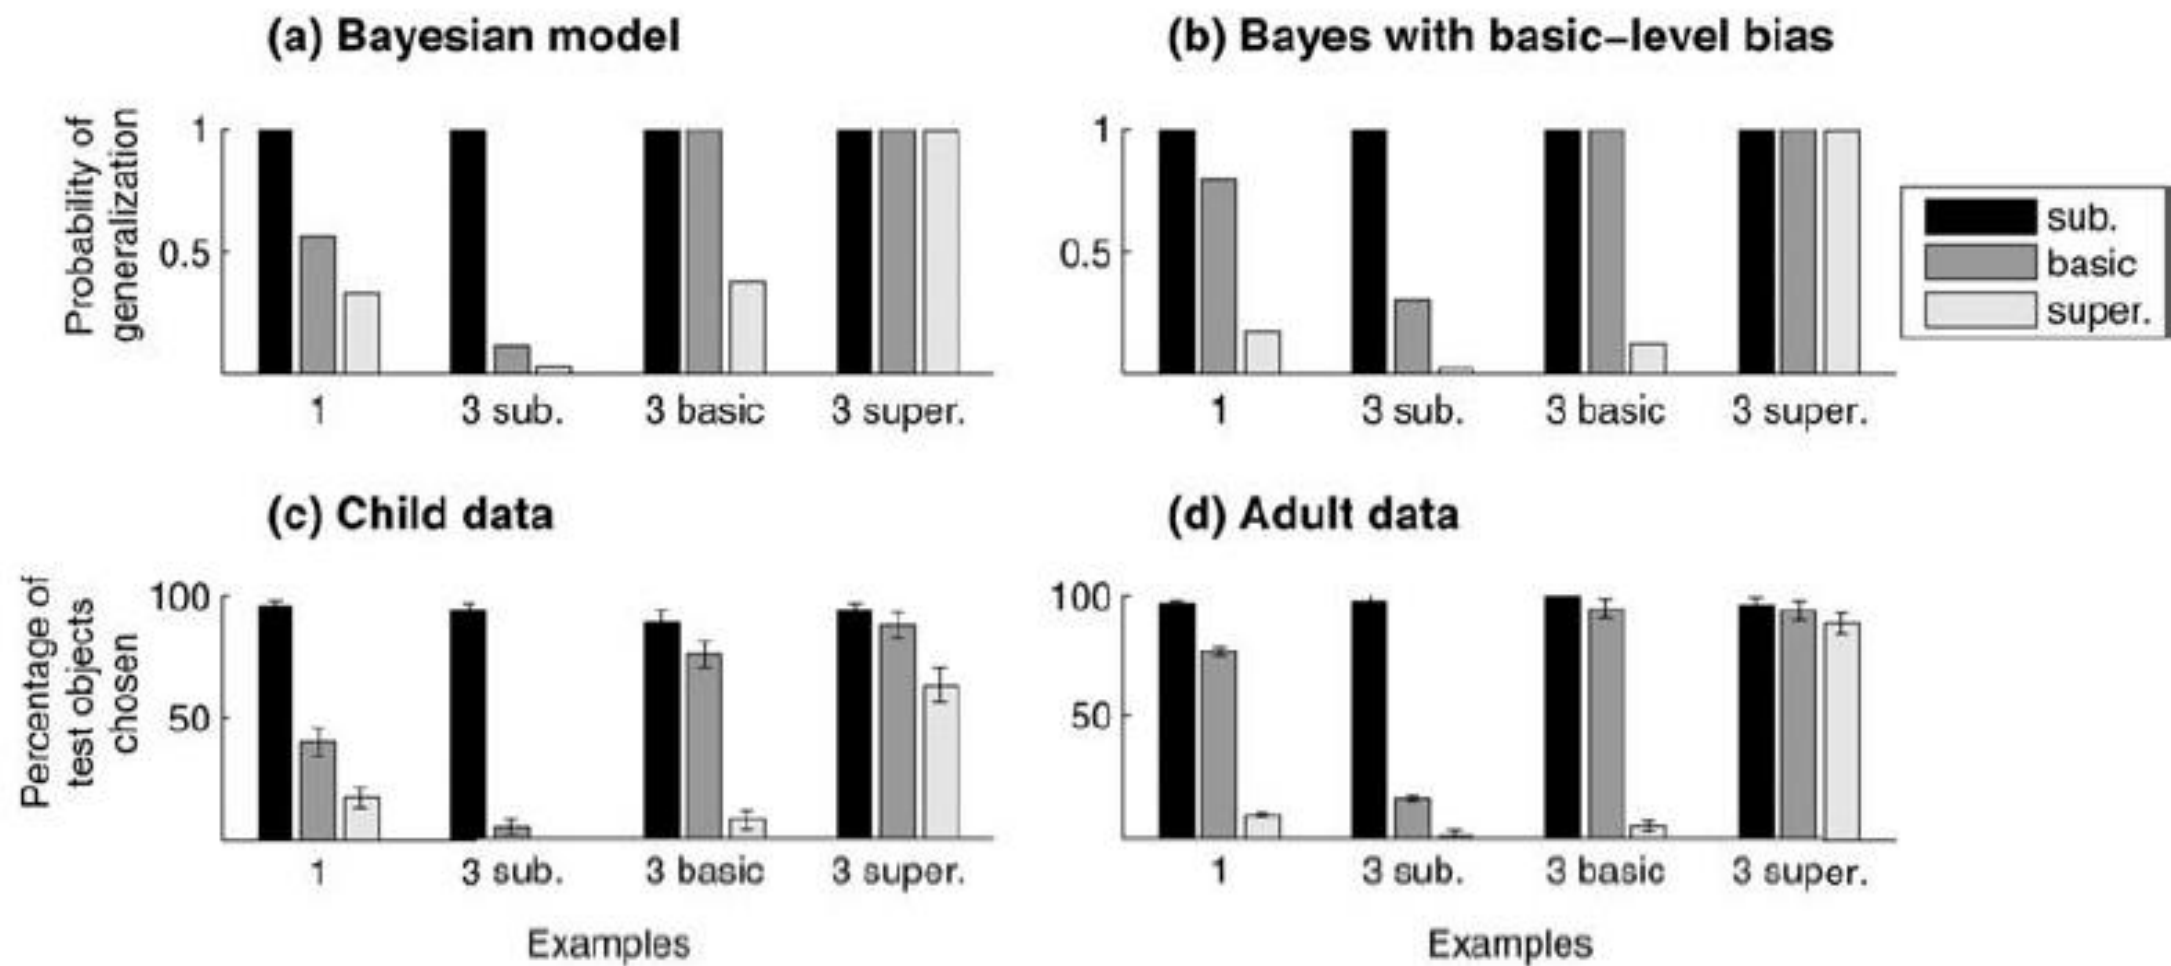 (a) Bayesian model
Probability of
generalization
1
0.5
1
3 sub.
3 basic
3 super.
(b) Bayes with basic–level bias
1
0.5
1
3 sub.
3 basic
3 super.
sub.
basic
super.
(c) Child data
Percentage of
test objects
chosen
100
50
1
3 sub.
3 basic
3 super.
Examples
(d) Adult data
100
50
1
3 sub.
3 basic
3 super.
Examples